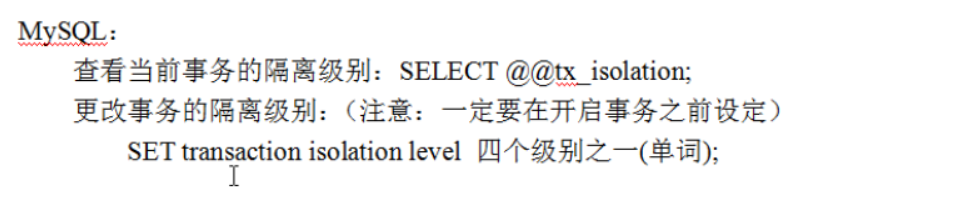 MySQL：
查看当前事务的隔离级别：SELECT @@tx_isolation;
更改事务的隔离级别：（注意：一定要在开启事务之前设定）
SET transaction isolation level 四个级别之一(单词);